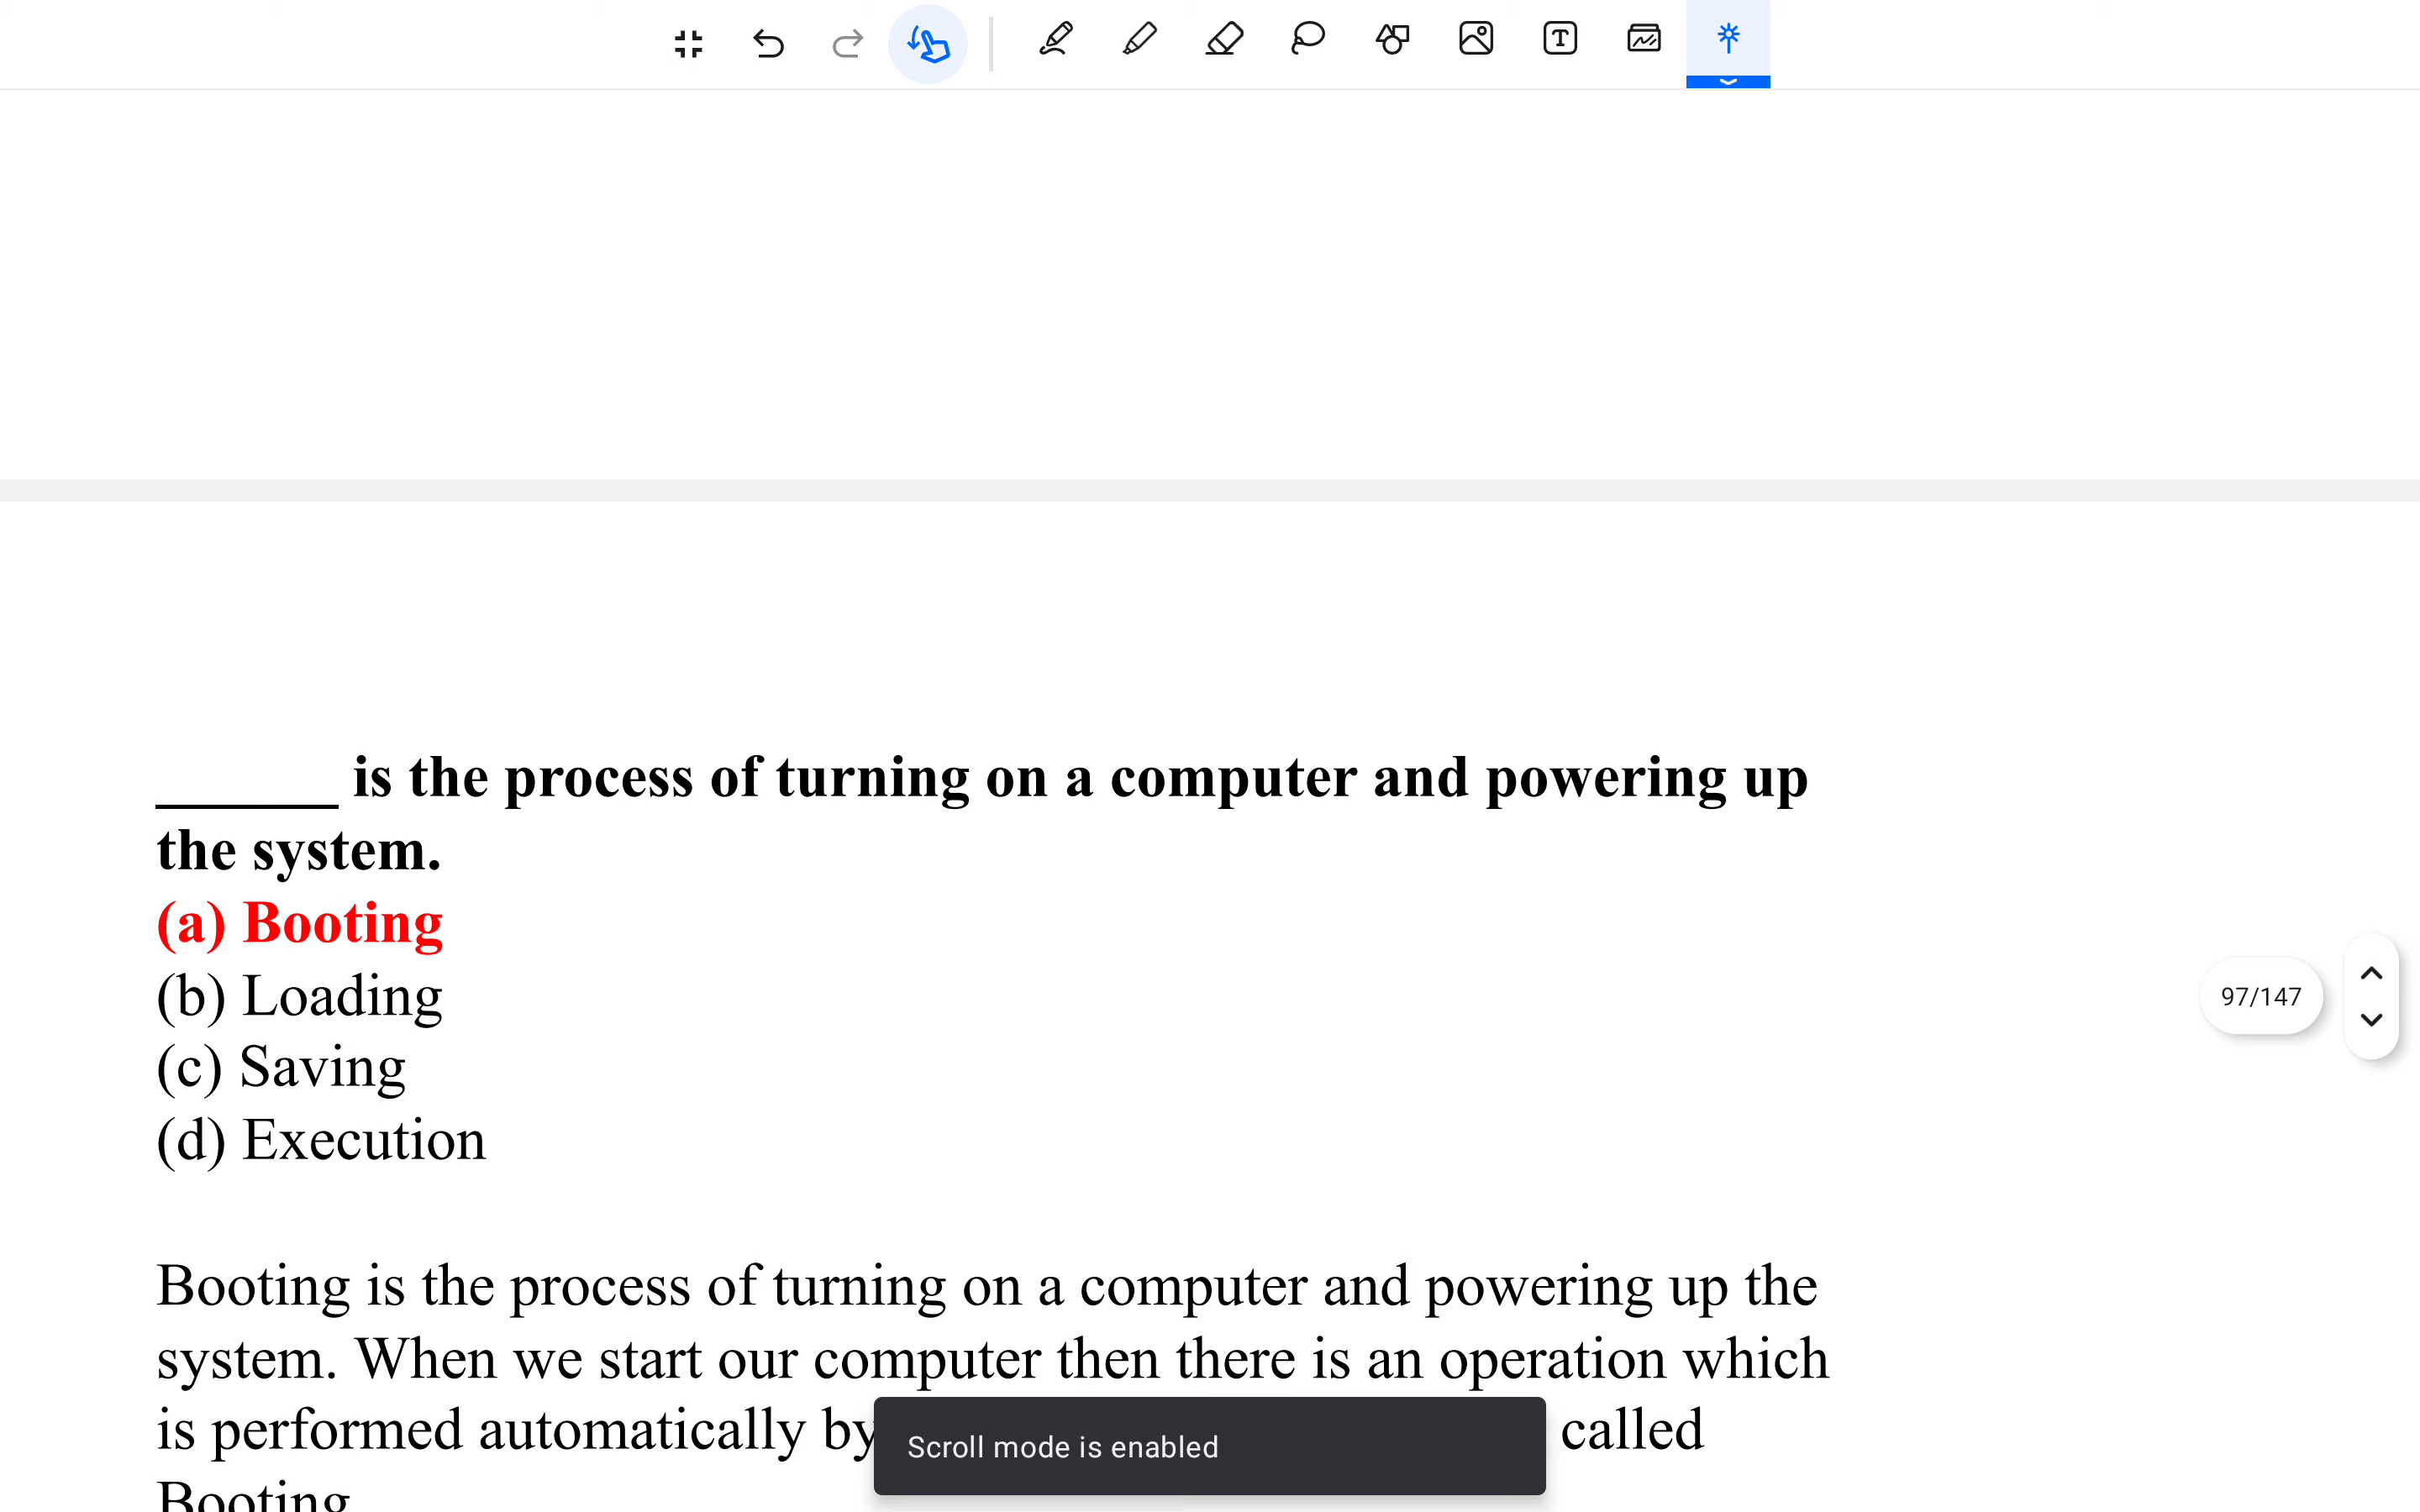 T
_______ is the process of turning on a computer and powering up
the system.
(a) Booting
(b) Loading
(c) Saving
(d) Execution
97/147
Booting is the process of turning on a computer and powering up the
system. When we start our computer then there is an operation which
is performed automatically by called
Scroll mode is enabled
Booting